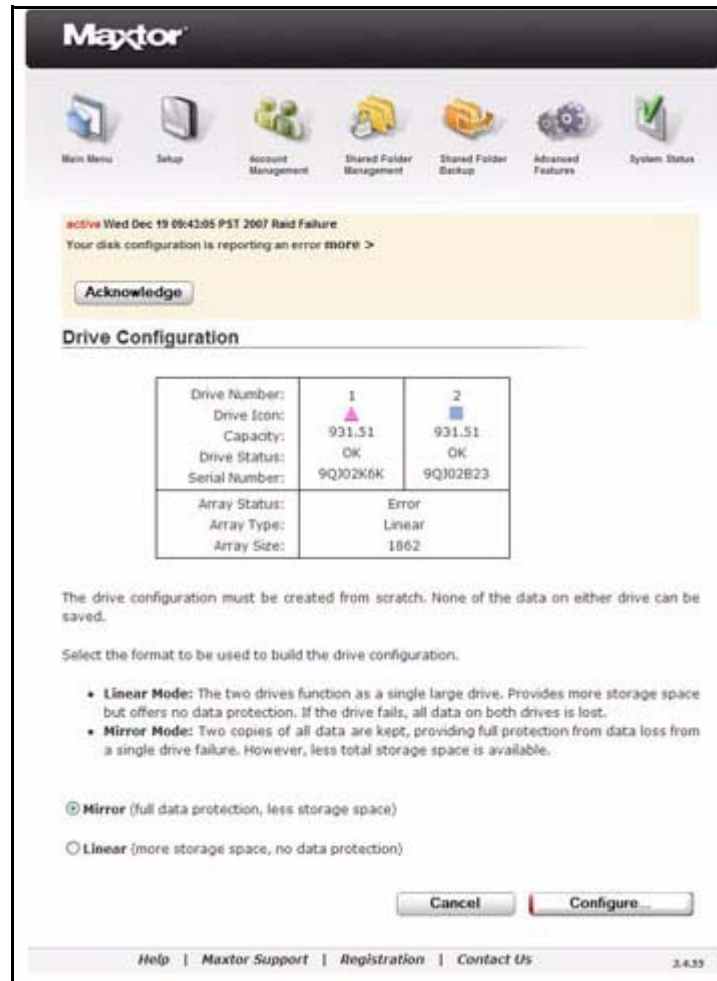 Maxtor
Main Menu
Setup
Account Management
Shared Folder Management
Shared Folder Backup
Advanced Features
System Status
active Wed Dec 19 09:43:05 PST 2007 Raid Failure
Your disk configuration is reporting an error more >
Acknowledge
Drive Configuration
Drive Number: 1 2
Drive Icon:
Capacity: 931.51 931.51
Drive Status: OK OK
Serial Number: 9QJ02K6K 9QJ02B23
Array Status: Error
Array Type: Linear
Array Size: 1862
The drive configuration must be created from scratch. None of the data on either drive can be
saved.
Select the format to be used to build the drive configuration.
• Linear Mode: The two drives function as a single large drive. Provides more storage space
but offers no data protection. If the drive fails, all data on both drives is lost.
• Mirror Mode: Two copies of all data are kept, providing full protection from data loss from
a single drive failure. However, less total storage space is available.
Mirror (full data protection, less storage space)
Linear (more storage space, no data protection)
Cancel
Configure...
Help | Maxtor Support | Registration | Contact Us